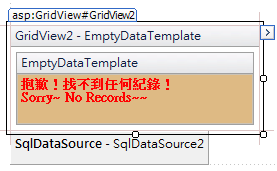 asp:GridView#GridView2
GridView2 - EmptyDataTemplate
EmptyDataTemplate
抱歉！找不到任何紀錄！
Sorry~ No Records~~
SqlDataSource - SqlDataSource2